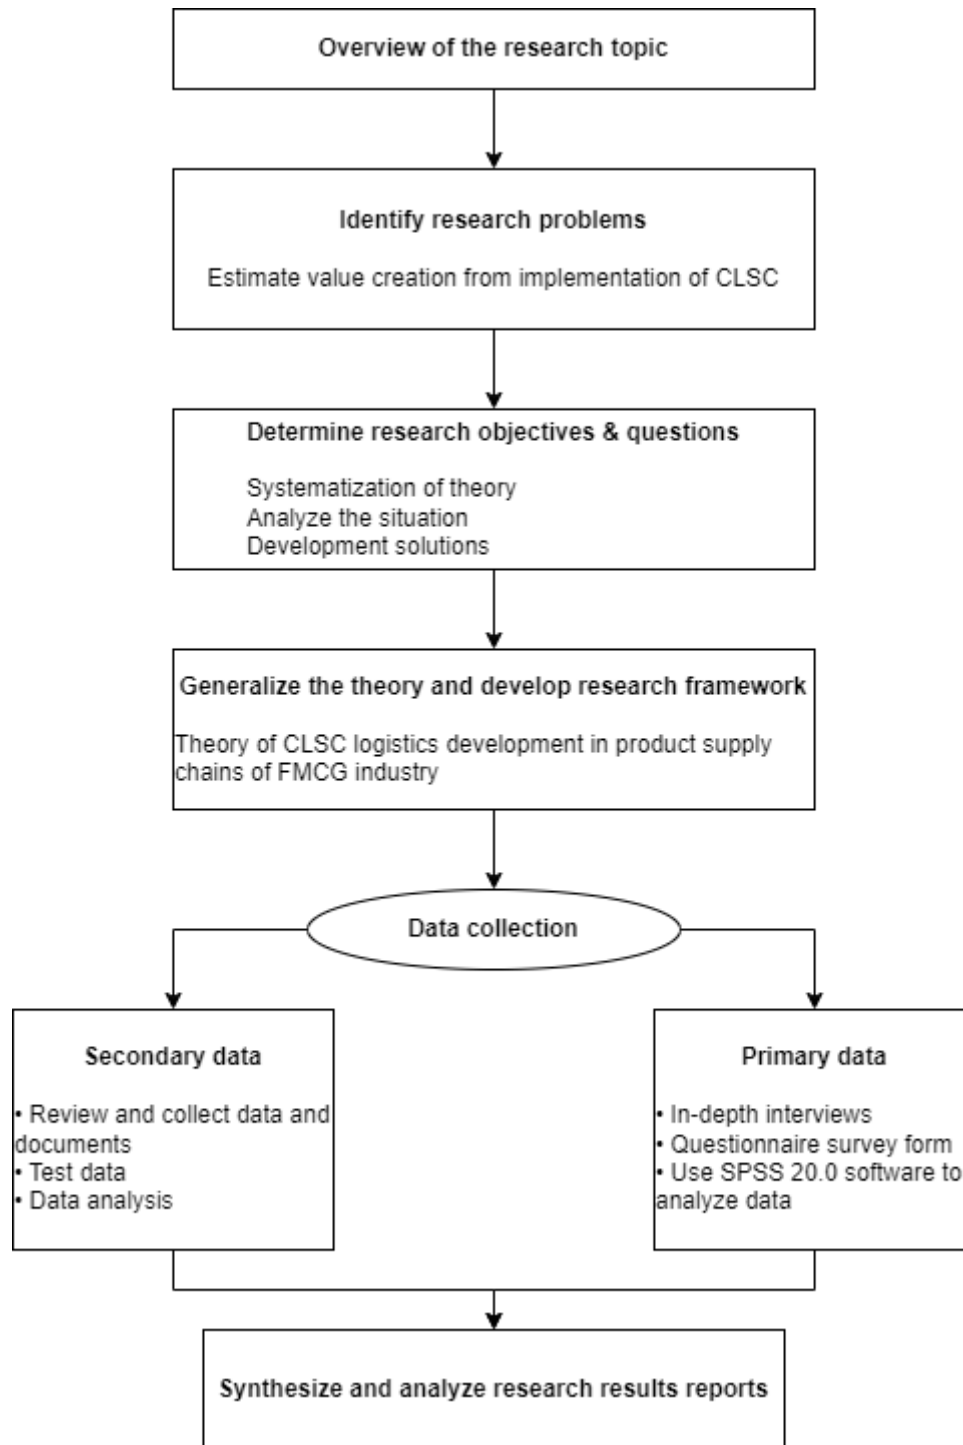 Overview of the research topic
Identify research problems
Estimate value creation from implementation of CLSC
Determine research objectives & questions
Systematization of theory
Analyze the situation
Development solutions
Generalize the theory and develop research framework
Theory of CLSC logistics development in product supply
chains of FMCG industry
Data collection
Secondary data
• Review and collect data and
documents
• Test data
• Data analysis
Primary data
• In-depth interviews
• Questionnaire survey form
• Use SPSS 20.0 software to
analyze data
Synthesize and analyze research results reports